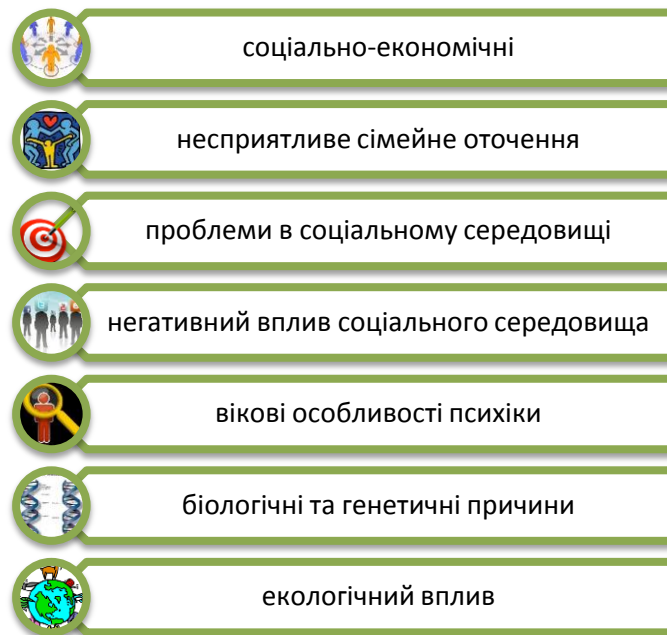 соціально-економічні
несприятливе сімейне оточення
проблеми в соціальному середовищі
негативний вплив соціального середовища
вікові особливості психіки
біологічні та генетичні причини
екологічний вплив